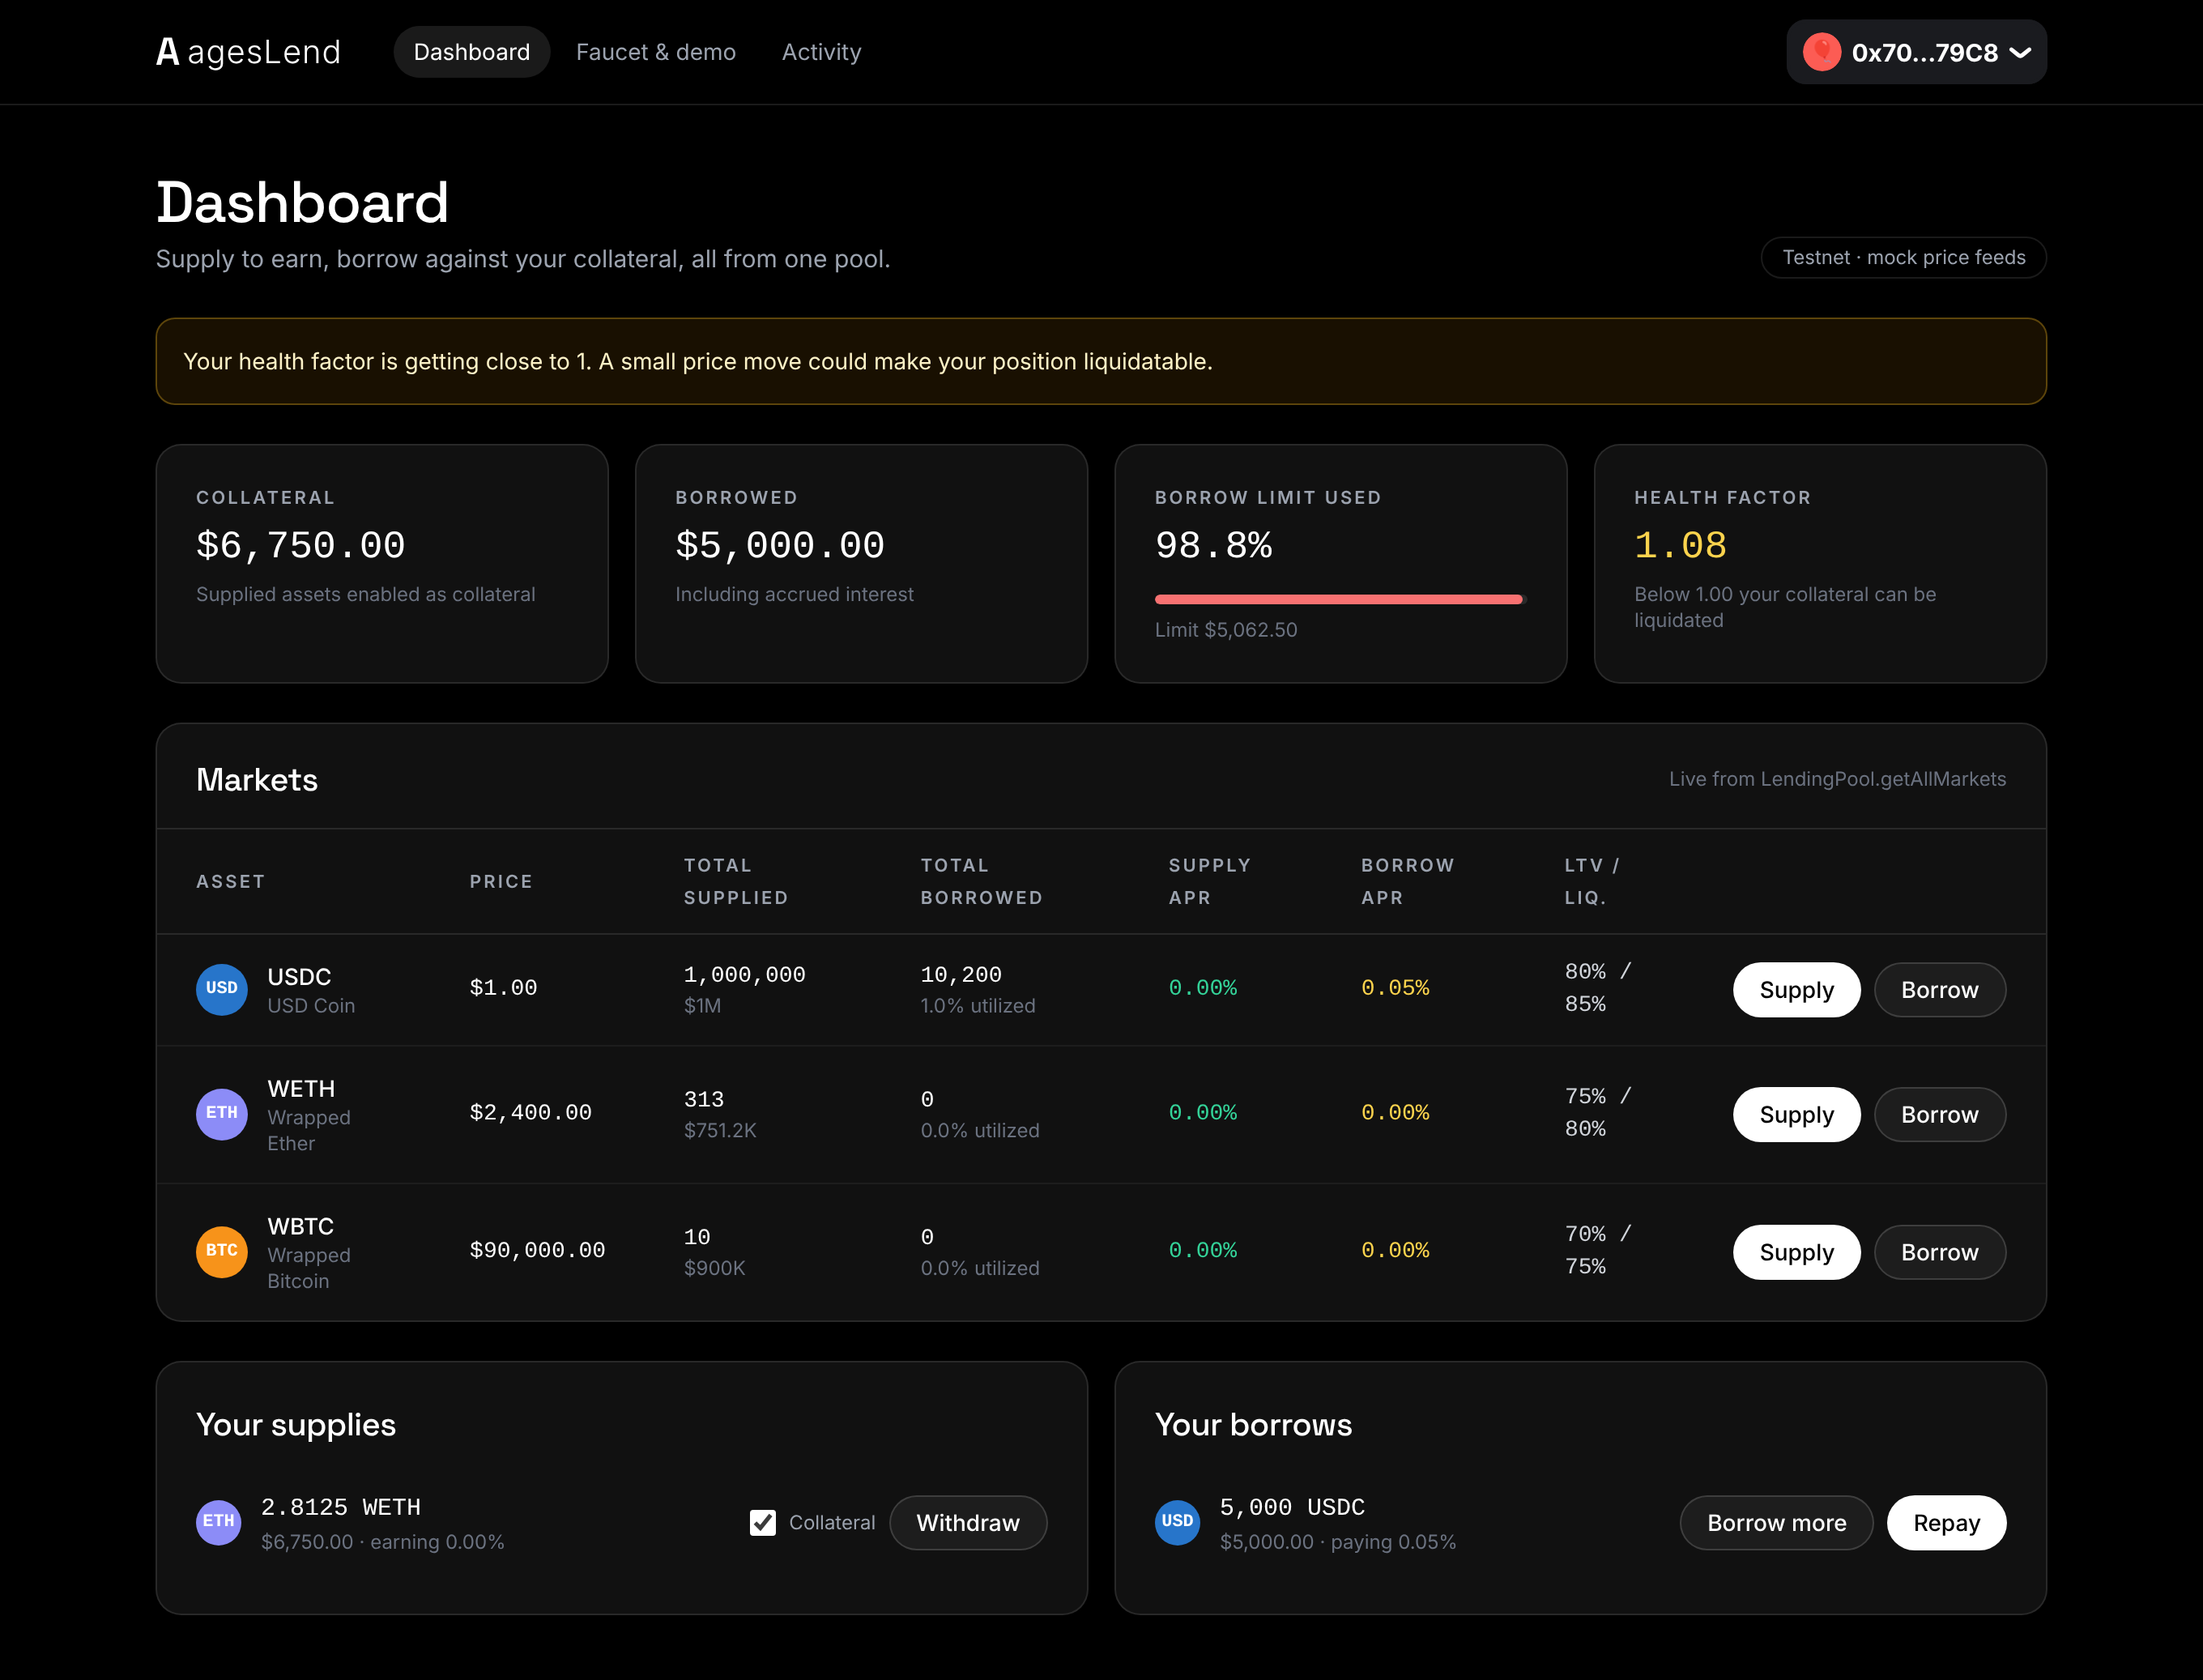 A agesLend
Dashboard
Faucet & demo
Activity
0x70...79C8
Dashboard
Supply to earn, borrow against your collateral, all from one pool.
Testnet · mock price feeds
Your health factor is getting close to 1. A small price move could make your position liquidatable.
COLLATERAL
$6,750.00
Supplied assets enabled as collateral
BORROWED
$5,000.00
Including accrued interest
BORROW LIMIT USED
98.8%
Limit $5,062.50
HEALTH FACTOR
1.08
Below 1.00 your collateral can be
liquidated
Markets
Live from LendingPool.getAllMarkets
ASSET
PRICE
TOTAL
SUPPLIED
TOTAL
BORROWED
SUPPLY
APR
BORROW
APR
LTV /
LIQ.
USD
USDC
USD Coin
$1.00
1,000,000
$1M
10,200
1.0% utilized
0.00%
0.05%
80% /
85%
Supply
Borrow
ETH
WETH
Wrapped
Ether
$2,400.00
313
$751.2K
0
0.0% utilized
0.00%
0.00%
75% /
80%
Supply
Borrow
BTC
WBTC
Wrapped
Bitcoin
$90,000.00
10
$900K
0
0.0% utilized
0.00%
0.00%
70% /
75%
Supply
Borrow
Your supplies
ETH
2.8125 WETH
$6,750.00 · earning 0.00%
Collateral
Withdraw
Your borrows
USD
5,000 USDC
$5,000.00 · paying 0.05%
Borrow more
Repay